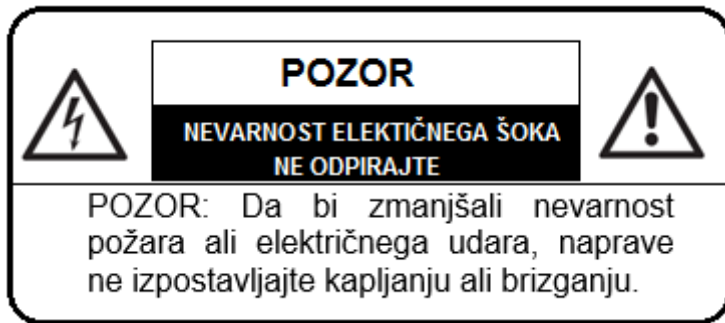 POZOR
NEVARNOST ELEKTIČNEGA ŠOKA
NE ODPIRAJTE
POZOR: Da bi zmanjšali nevarnost
požara ali električnega udara, naprave
ne izpostavljajte kapljanju ali brizganju.